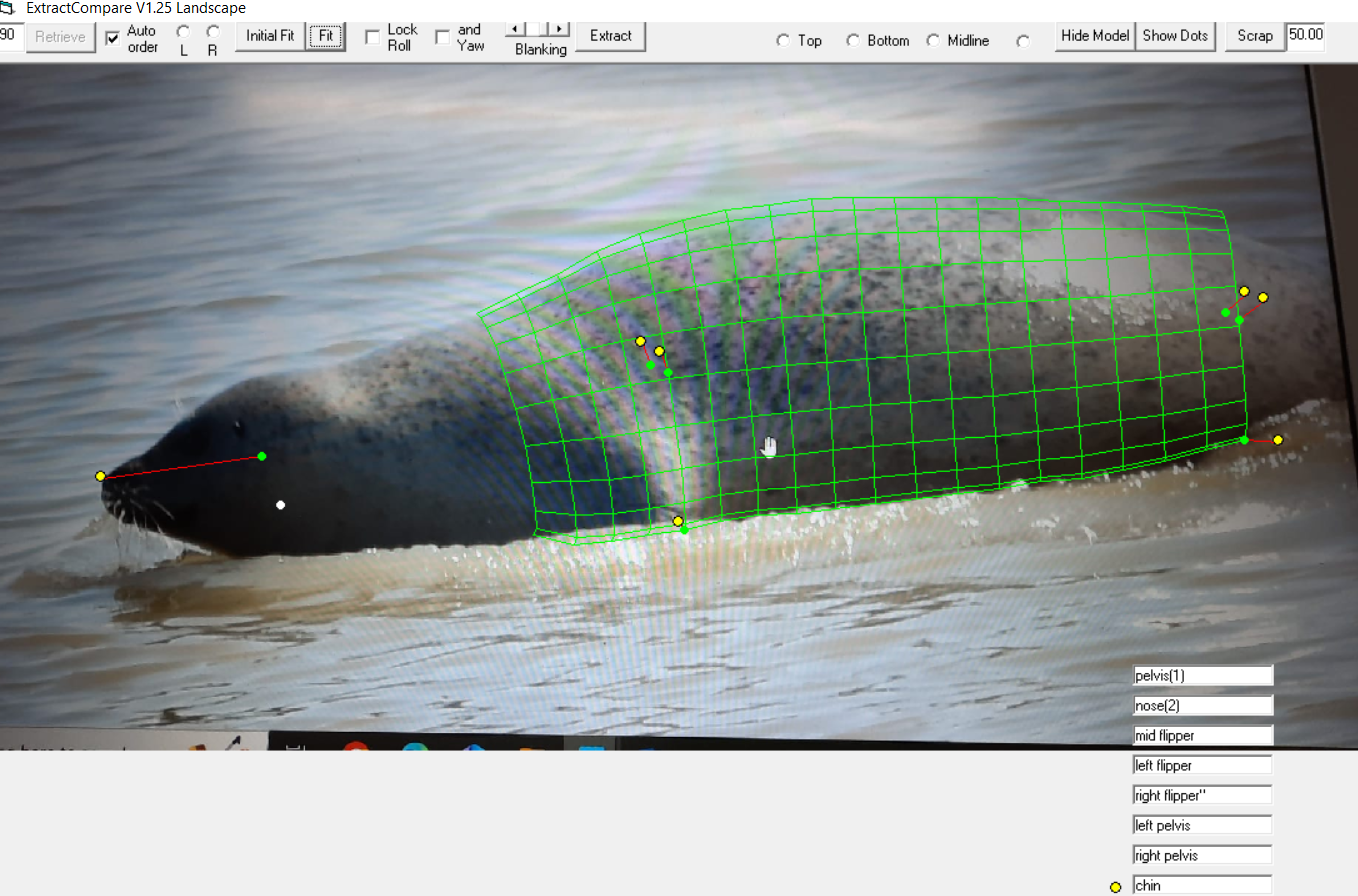 ExtractCompare V1.25 Landscape
90
Retrieve
Auto order
L
R
Initial Fit
Fit
Lock Roll
and Yaw
Blanking
Extract
Top
Bottom
Midline
Hide Model
Show Dots
Scrap
50.00
pelvis(1)
nose(2)
mid flipper
left flipper
right flipper"
left pelvis
right pelvis
chin